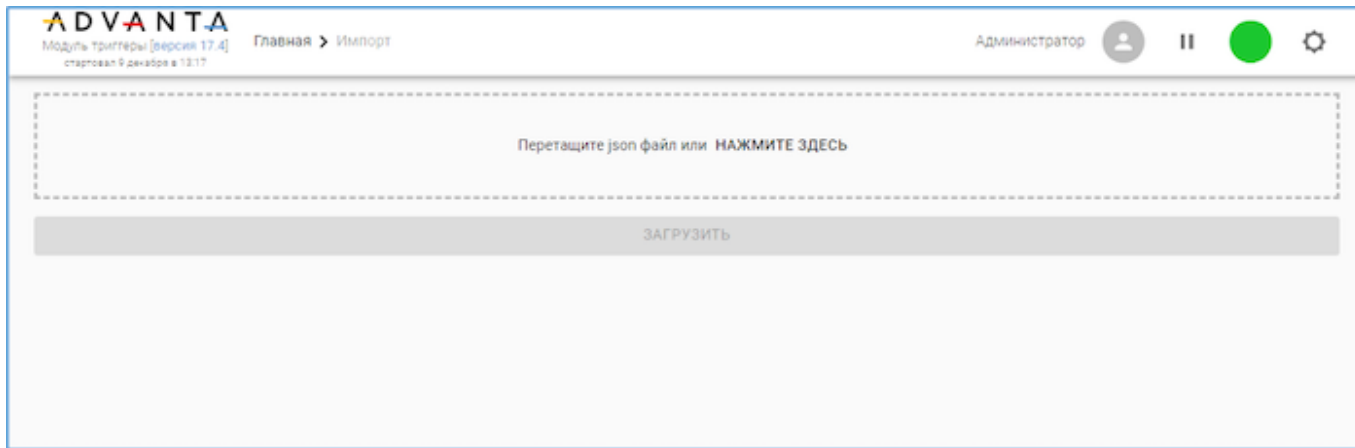 ADVANTA
Модуль триггеры [версия 17.4]
стартовал 9 декабря в 13:17
Главная > Импорт
Администратор
Перетащите json файл или НАЖМИТЕ ЗДЕСЬ
ЗАГРУЗИТЬ